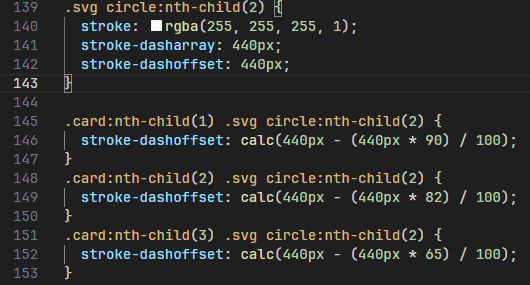 139 .svg circle:nth-child(2) {
140 stroke: rgba(255, 255, 255, 1);
141 stroke-dasharray: 440px;
142 stroke-dashoffset: 440px;
143 }
144
145 .card:nth-child(1) .svg circle:nth-child(2) {
146 stroke-dashoffset: calc(440px - (440px * 90) / 100);
147 }
148 .card:nth-child(2) .svg circle:nth-child(2) {
149 stroke-dashoffset: calc(440px - (440px * 82) / 100);
150 }
151 .card:nth-child(3) .svg circle:nth-child(2) {
152 stroke-dashoffset: calc(440px - (440px * 65) / 100);
153 }